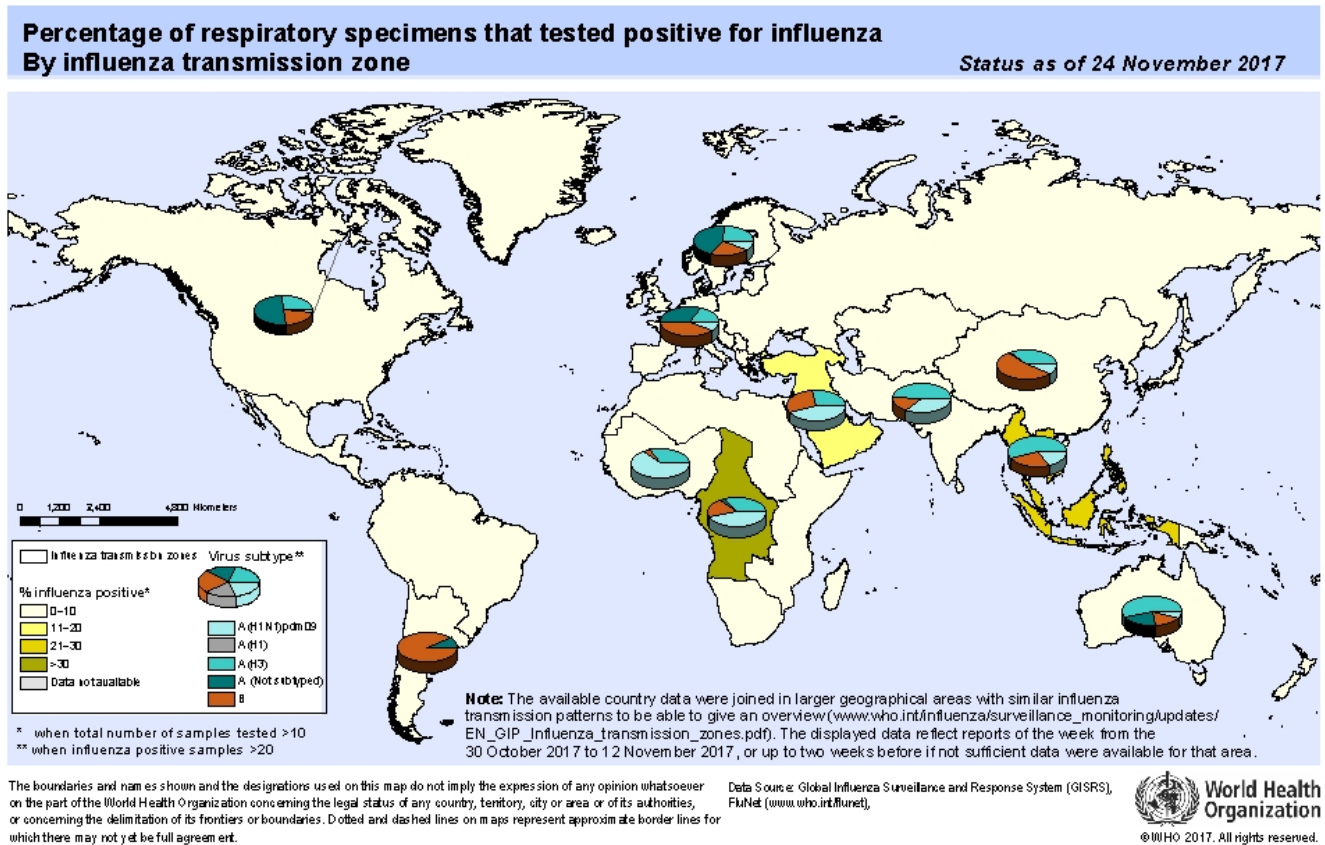 Percentage of respiratory specimens that tested positive for influenza
By influenza transmission zone
Status as of 24 November 2017
0 1,200 2,400 4,800 Kilometers
Influenza transmission zones
Virus subtype**
% influenza positive*
0-10
11-20
21-30
>30
Data not available
A(H1N1)pdm09
A(H1)
A(H3)
A (Not subtyped)
B
* when total number of samples tested >10
** when influenza positive samples >20
Note: The available country data were joined in larger geographical areas with similar influenza
transmission patterns to be able to give an overview (www.who.int/influenza/surveillance_monitoring/updates/
EN_GIP_Influenza_transmission_zones.pdf). The displayed data reflect reports of the week from the
30 October 2017 to 12 November 2017, or up to two weeks before if not sufficient data were available for that area.
The boundaries and names shown and the designations used on this map do not imply the expression of any opinion whatsoever
on the part of the World Health Organization concerning the legal status of any country, territory, city or area or of its authorities,
or concerning the delimitation of its frontiers or boundaries. Dotted and dashed lines on maps represent approximate border lines for
which there may not yet be full agreement.
Data Source: Global Influenza Surveillance and Response System (GISRS),
FluNet (www.who.int/flunet),
World Health
Organization
© WHO 2017. All rights reserved.